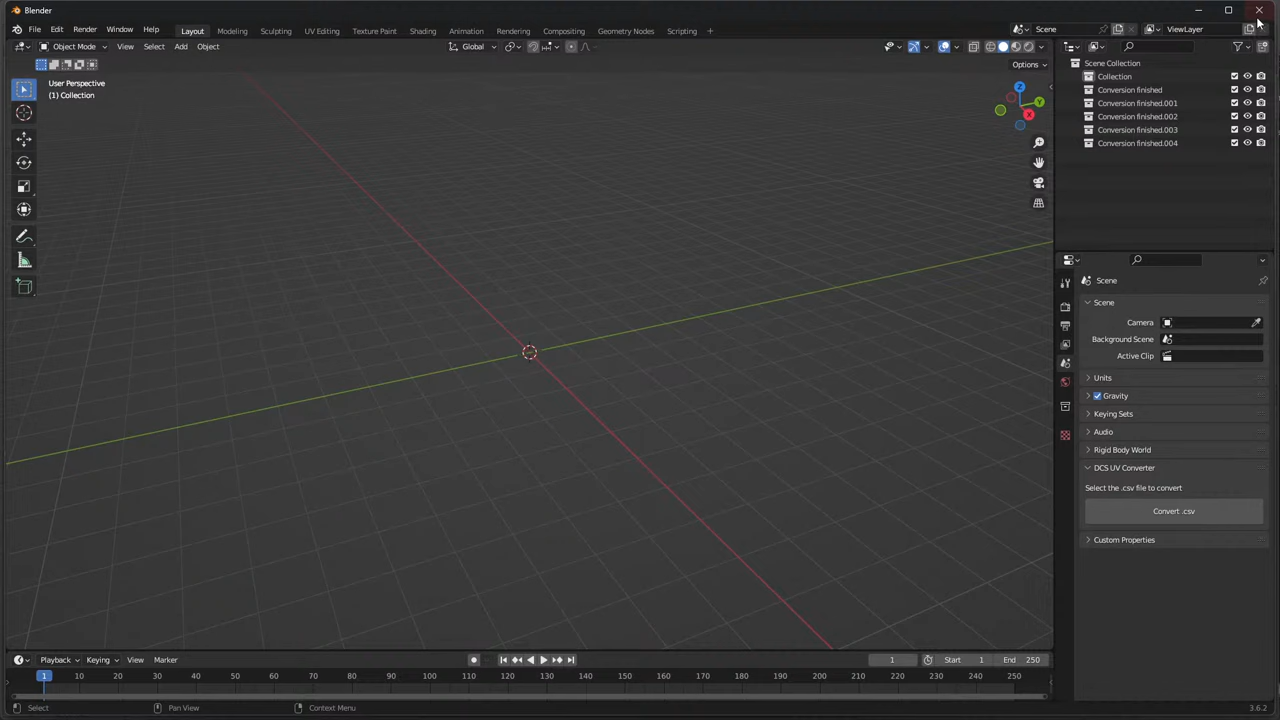 Blender
File Edit Render Window Help Layout Modeling Sculpting UV Editing Texture Paint Shading Animation Rendering Compositing Geometry Nodes Scripting + Scene ViewLayer
Object Mode View Select Add Object Global
Options
User Perspective
(1) Collection
Z
Y
X
Scene Collection
Collection
Conversion finished
Conversion finished.001
Conversion finished.002
Conversion finished.003
Conversion finished.004
Scene
Scene
Camera
Background Scene
Active Clip
Units
Gravity
Keying Sets
Audio
Rigid Body World
DCS UV Converter
Select the .csv file to convert
Convert .csv
Custom Properties
Playback Keying View Marker 1 Start 1 End 250
1 10 20 30 40 50 60 70 80 90 100 110 120 130 140 150 160 170 180 190 200 210 220 230 240 250
Select Pan View Context Menu 3.6.2